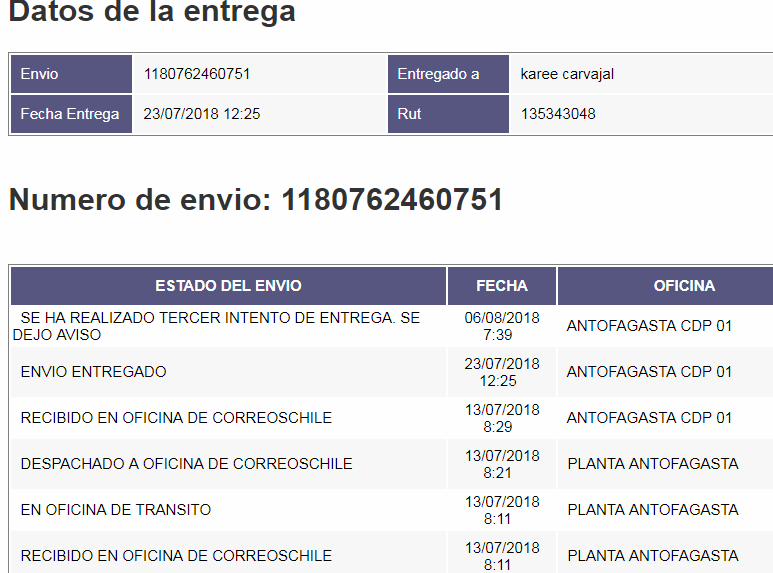 Datos de la entrega
Envio 1180762460751 Entregado a karee carvajal
Fecha Entrega 23/07/2018 12:25 Rut 135343048
Numero de envio: 1180762460751
ESTADO DEL ENVIO FECHA OFICINA
SE HA REALIZADO TERCER INTENTO DE ENTREGA. SE
DEJO AVISO
06/08/2018
7:39
ANTOFAGASTA CDP 01
ENVIO ENTREGADO
23/07/2018
12:25
ANTOFAGASTA CDP 01
RECIBIDO EN OFICINA DE CORREOSCHILE
13/07/2018
8:29
ANTOFAGASTA CDP 01
DESPACHADO A OFICINA DE CORREOSCHILE
13/07/2018
8:21
PLANTA ANTOFAGASTA
EN OFICINA DE TRANSITO
13/07/2018
8:11
PLANTA ANTOFAGASTA
RECIBIDO EN OFICINA DE CORREOSCHILE
13/07/2018
8:11
PLANTA ANTOFAGASTA